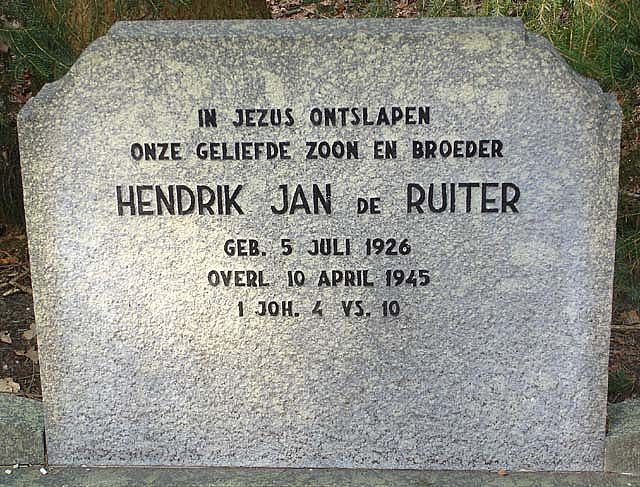 IN JEZUS ONTSLAPEN
ONZE GELIEFDE ZOON EN BROEDER
HENDRIK JAN DE RUITER
GEB. 5 JULI 1926
OVERL 10 APRIL 1945
1 JOH. 4 VS. 10